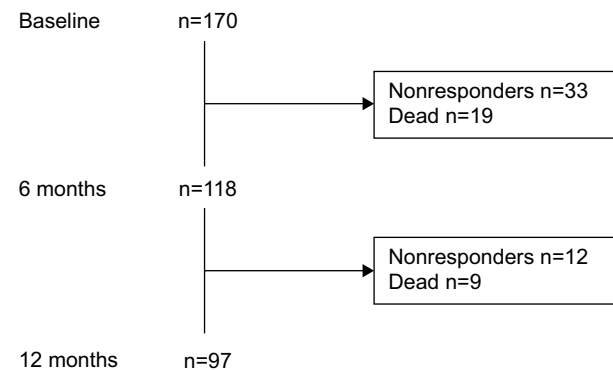 Baseline n=170
Nonresponders n=33
Dead n=19
6 months n=118
Nonresponders n=12
Dead n=9
12 months n=97